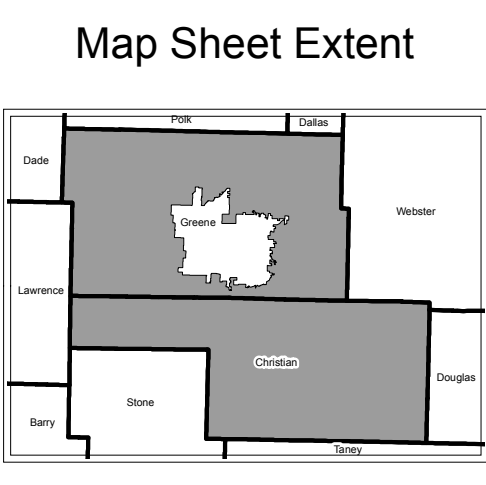 Map Sheet Extent
Polk
Dallas
Dade
Webster
Greene
Lawrence
Christian
Douglas
Stone
Barry
Taney